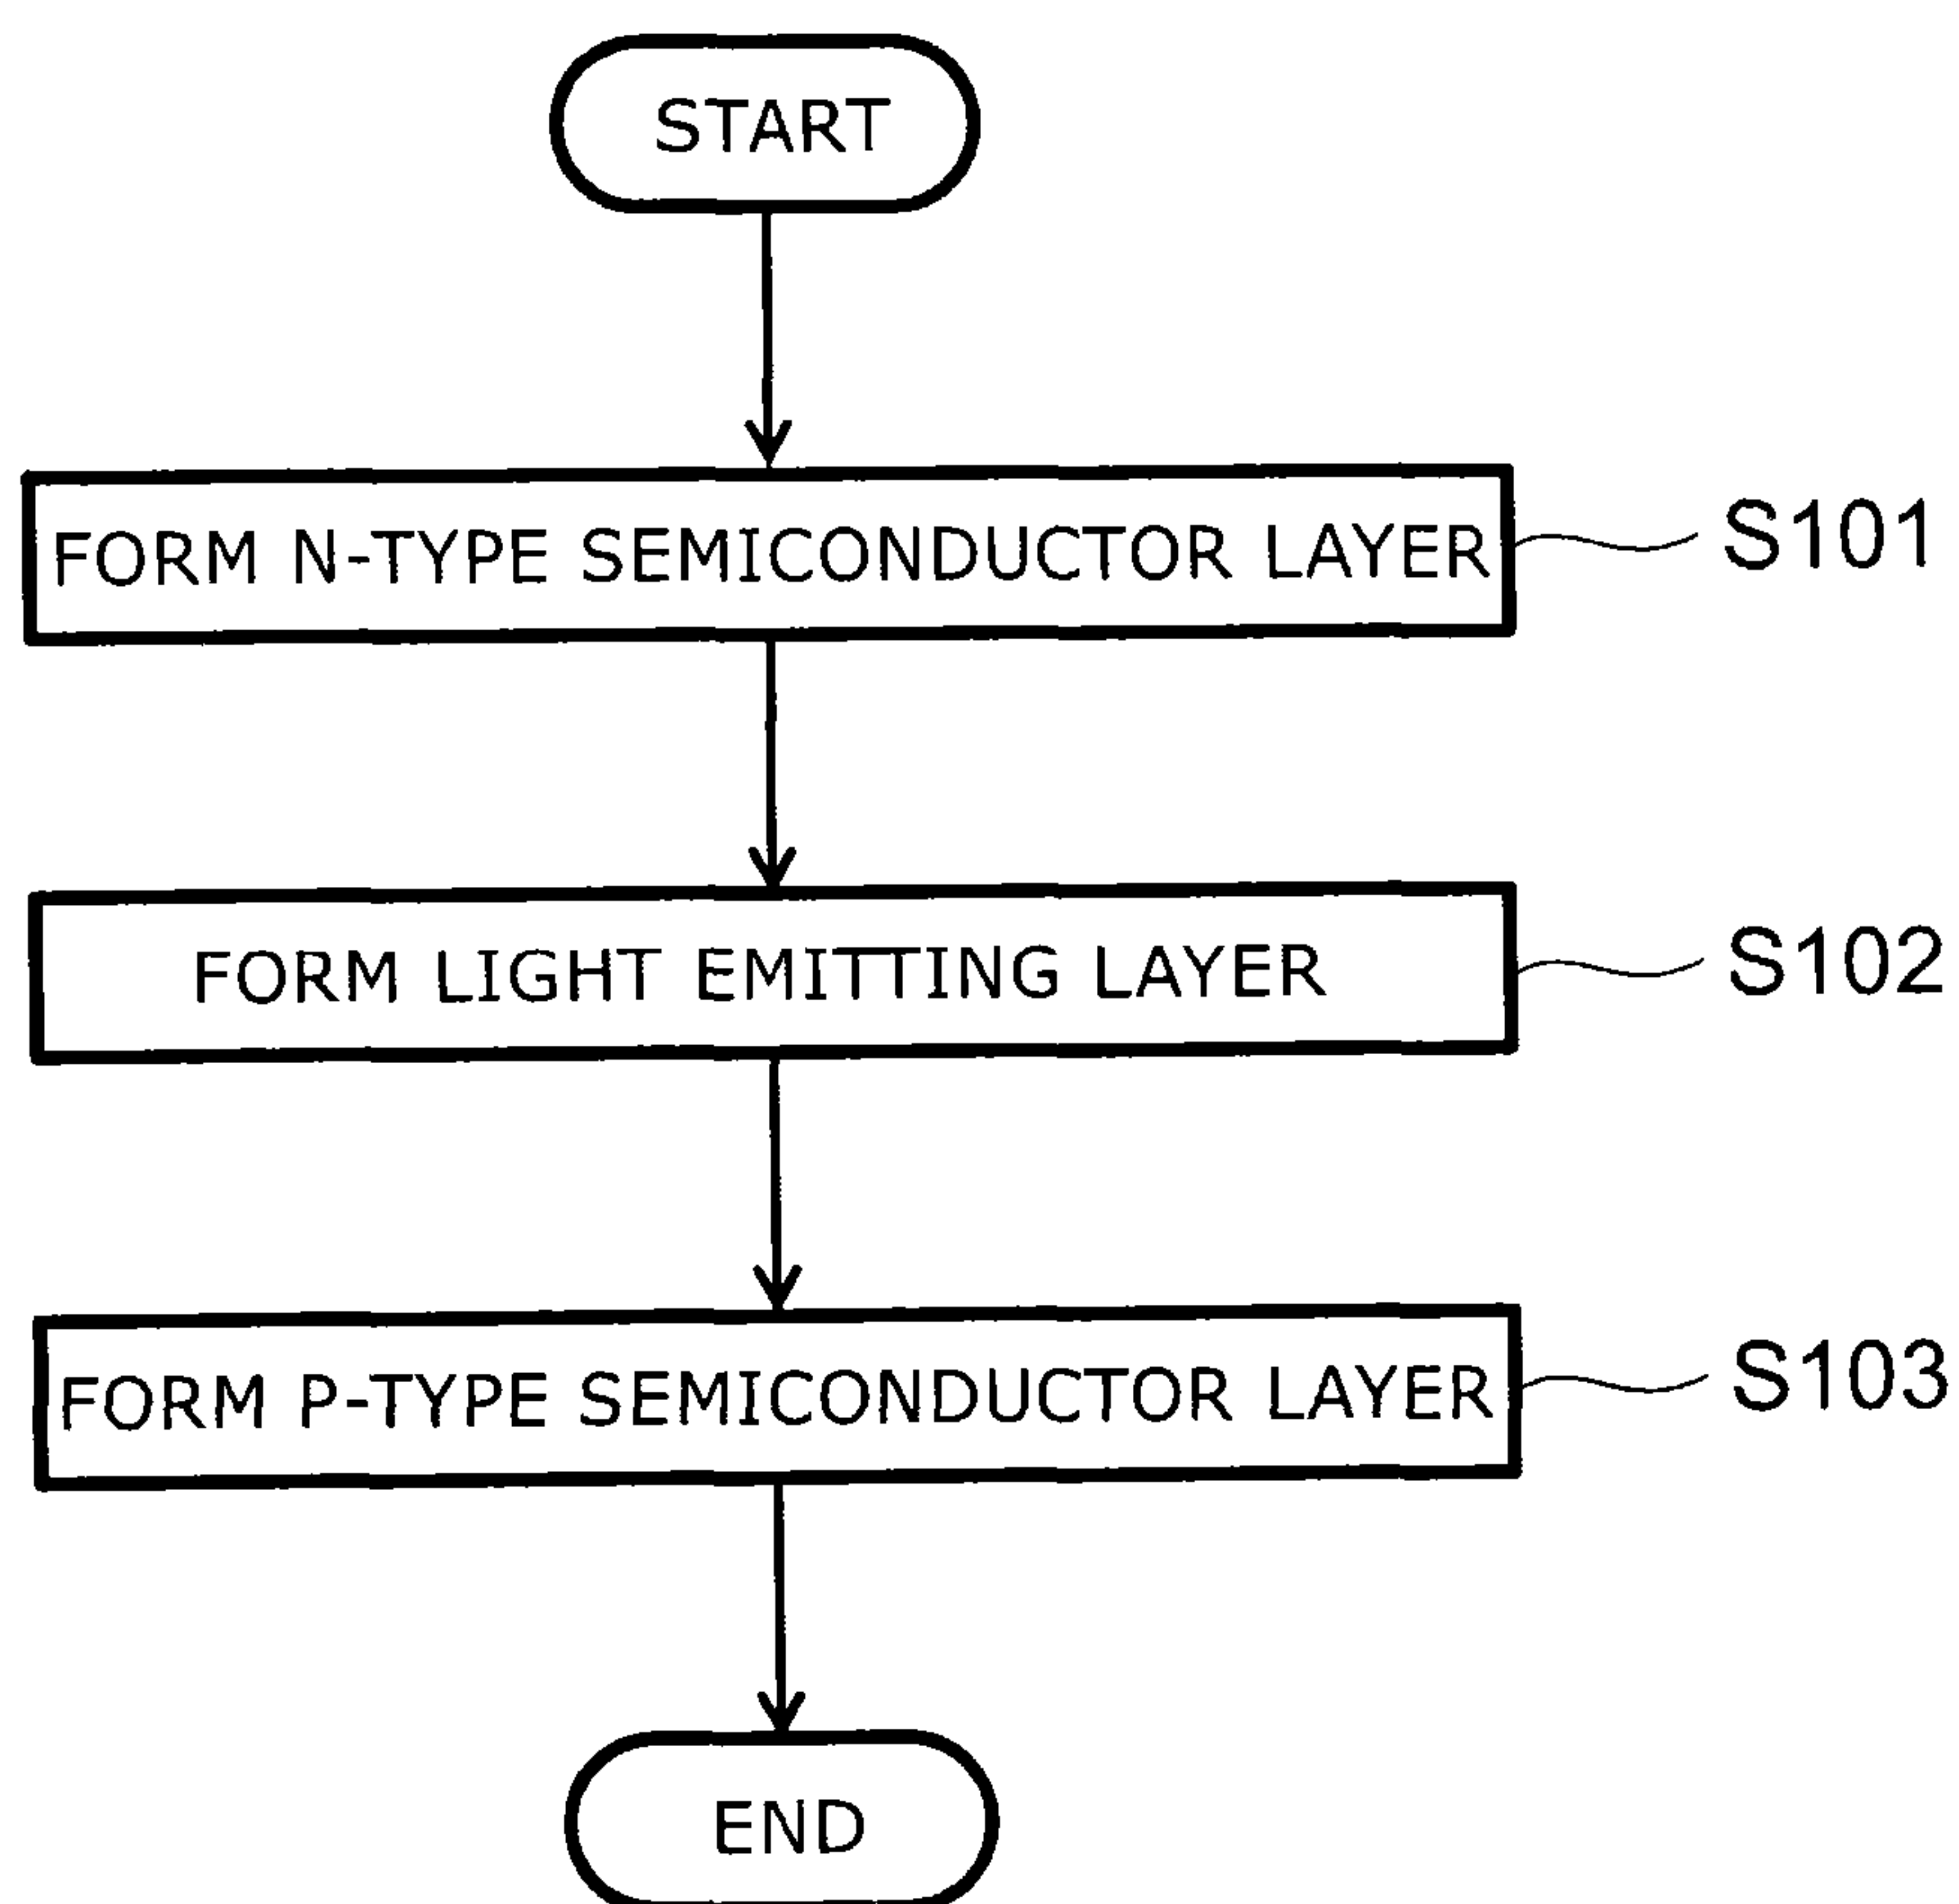 START
FORM N-TYPE SEMICONDUCTOR LAYER S101
FORM LIGHT EMITTING LAYER S102
FORM P-TYPE SEMICONDUCTOR LAYER S103
END